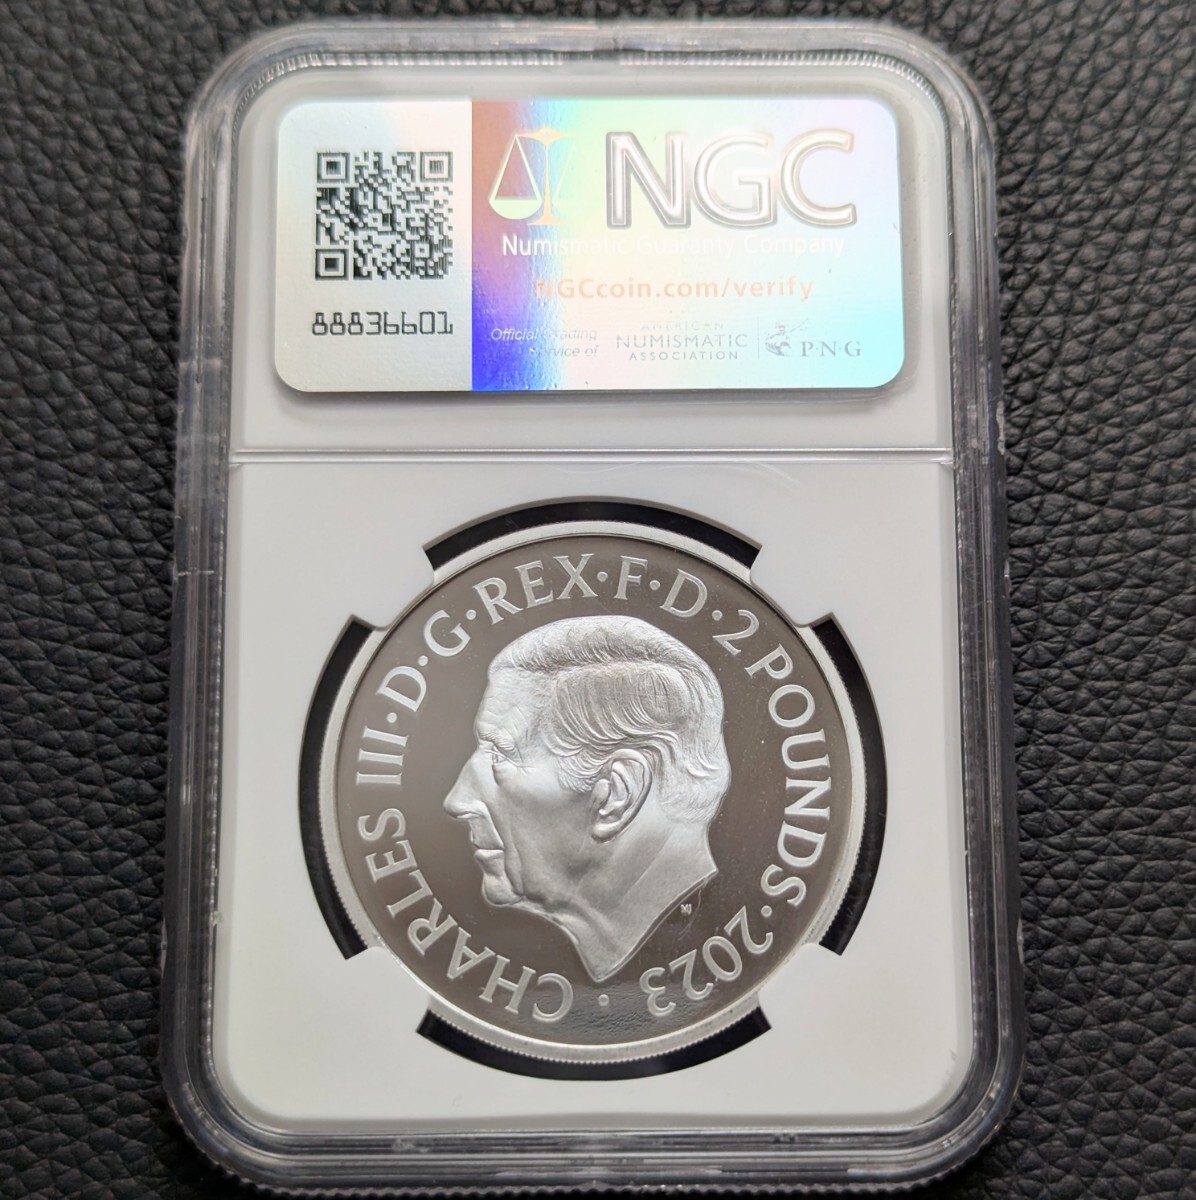 NGC
Numismatic Guaranty Company
NGCcoin.com/verify
88836601
Official Grading
Service of
AMERICAN
NUMISMATIC
ASSOCIATION
P·N·G
CHARLES III·D·G·REX·F·D·2 POUNDS·2023·
MJ